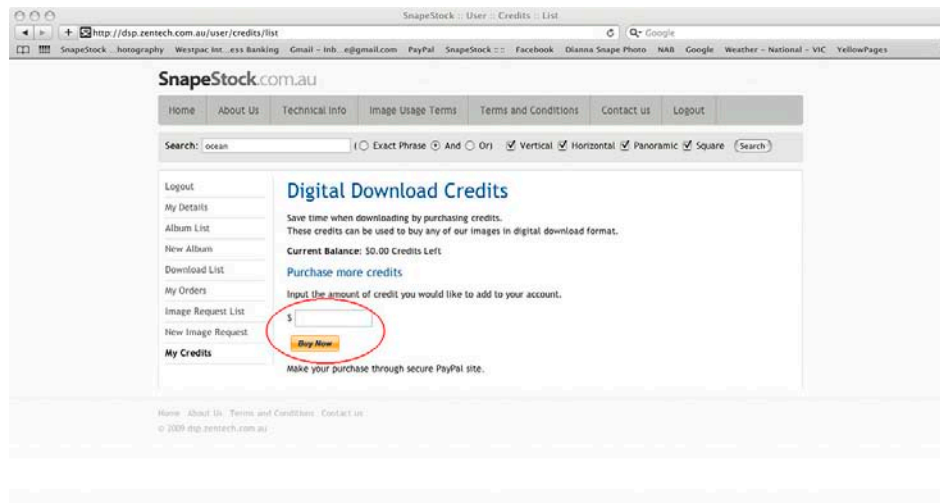 SnapeStock :: User :: Credits :: List
http://dsp.zentech.com.au/user/credits/list
Google
SnapeStock ...hotography Westpac Int...ess Banking Gmail – Inb...e@gmail.com PayPal SnapeStock ::: Facebook Dianna Snape Photo NAB Google Weather – National – VIC YellowPages
SnapeStock.com.au
Home About Us Technical Info Image Usage Terms Terms and Conditions Contact us Logout
Search: ocean ( Exact Phrase And Or) Vertical Horizontal Panoramic Square Search
Logout
My Details
Album List
New Album
Download List
My Orders
Image Request List
New Image Request
My Credits
Digital Download Credits
Save time when downloading by purchasing credits.
These credits can be used to buy any of our images in digital download format.
Current Balance: $0.00 Credits Left
Purchase more credits
Input the amount of credit you would like to add to your account.
$
Buy Now
Make your purchase through secure PayPal site.
Home About Us Terms and Conditions Contact us
© 2009 dsp.zentech.com.au